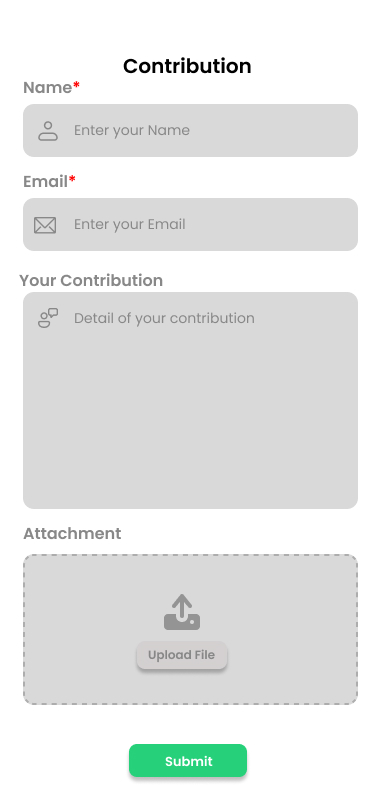 Contribution
Name*
Enter your Name
Email*
Enter your Email
Your Contribution
Detail of your contribution
Attachment
Upload File
Submit